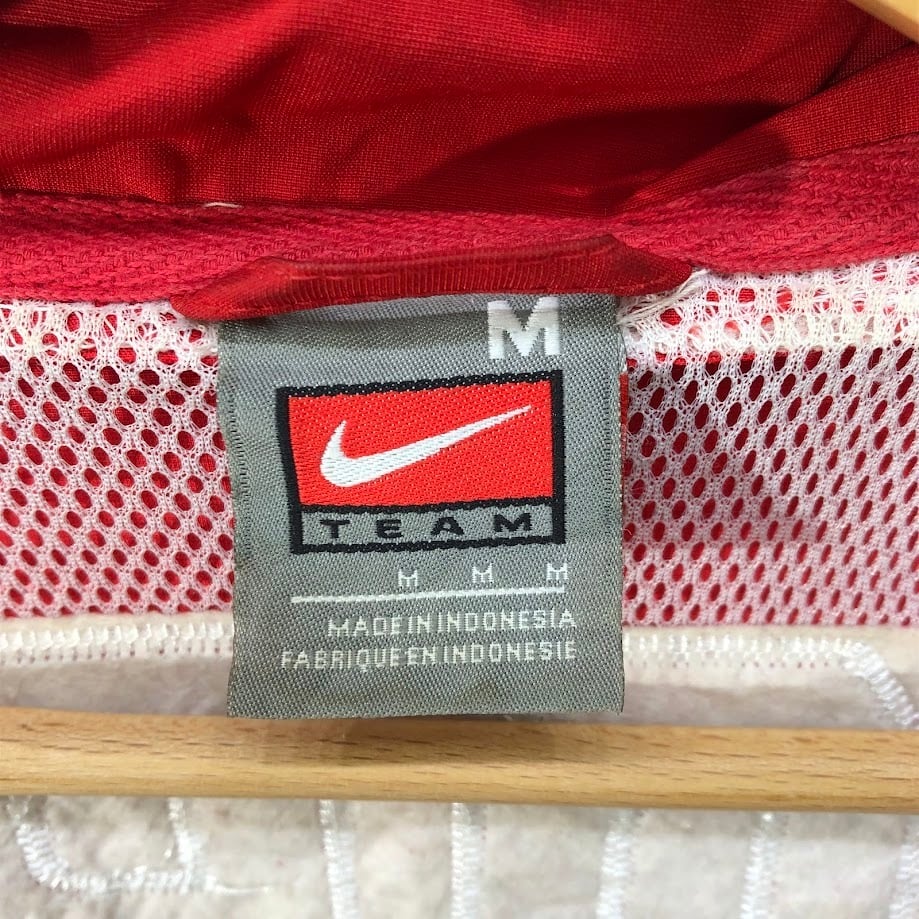 M
TEAM
M M M
MADE IN INDONESIA
FABRIQUE EN INDONESIE